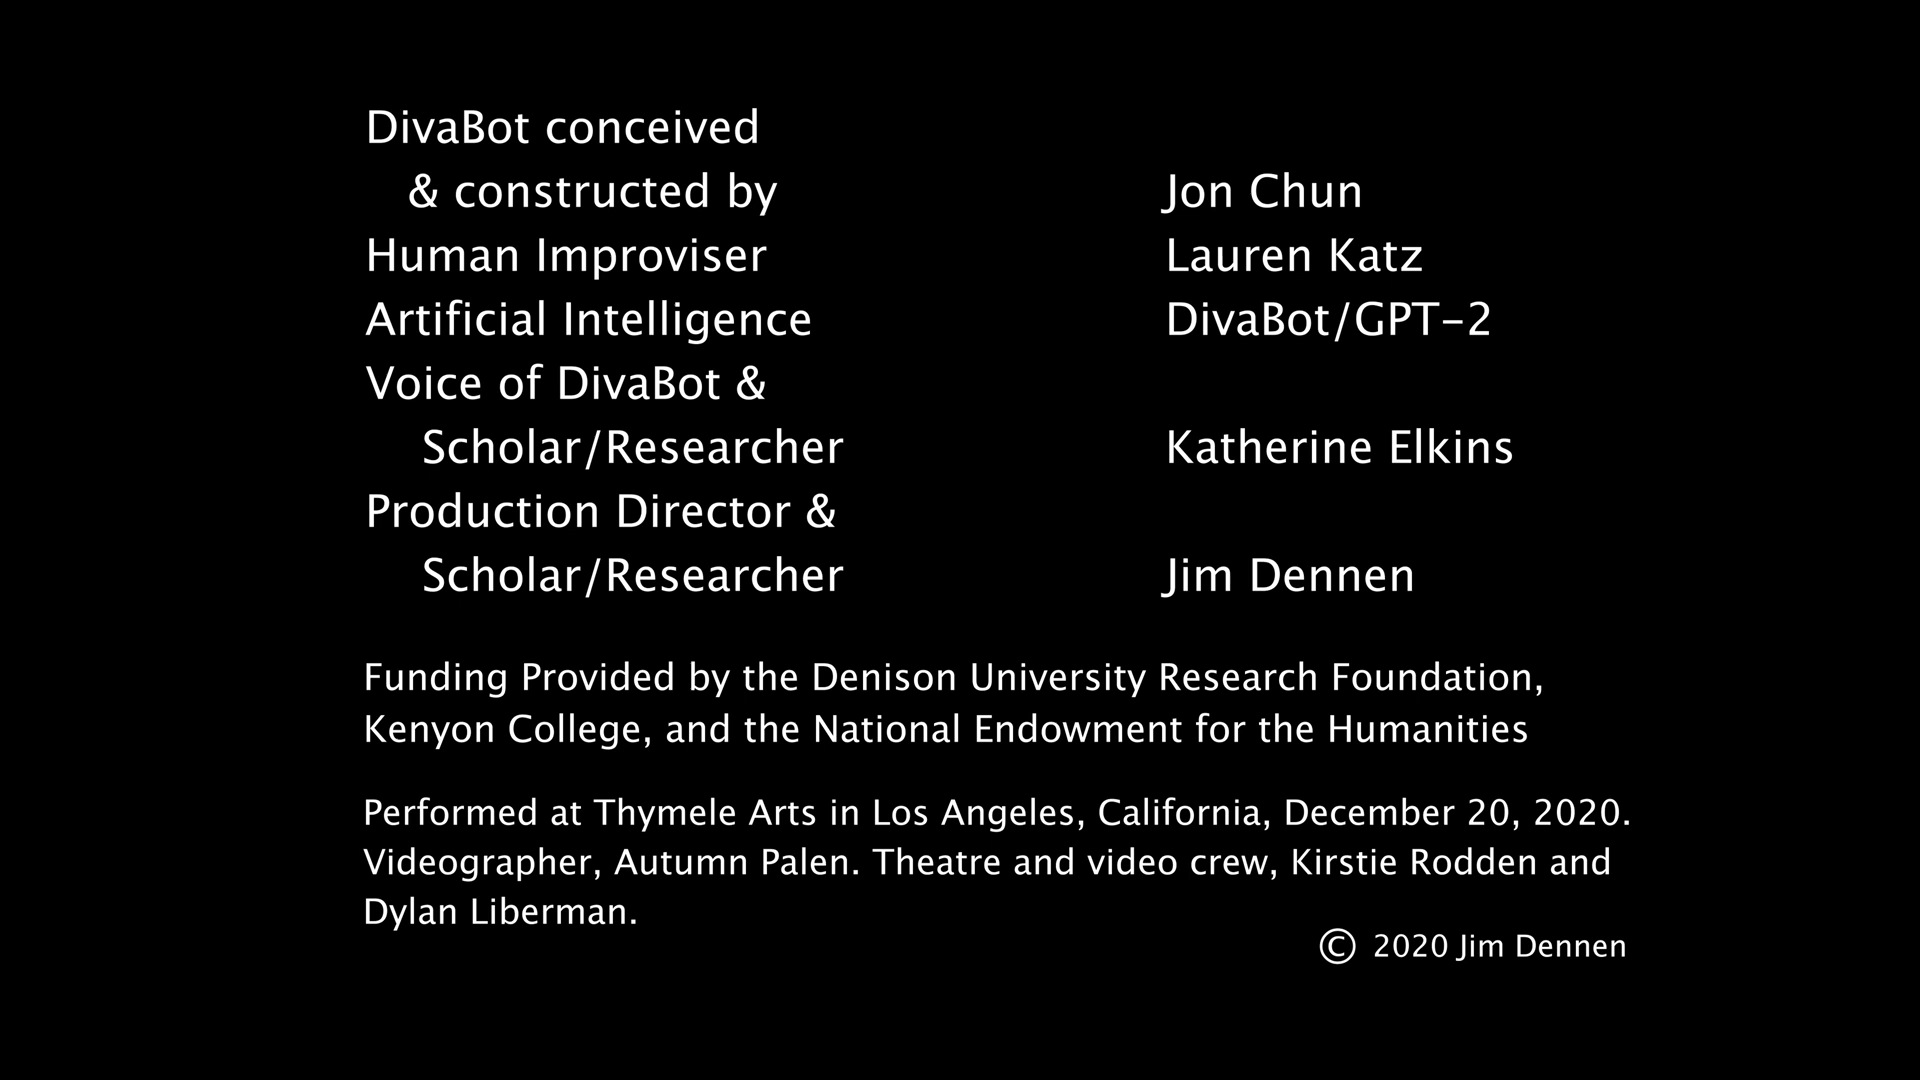 DivaBot conceived
& constructed by Jon Chun
Human Improviser Lauren Katz
Artificial Intelligence DivaBot/GPT-2
Voice of DivaBot &
Scholar/Researcher Katherine Elkins
Production Director &
Scholar/Researcher Jim Dennen
Funding Provided by the Denison University Research Foundation,
Kenyon College, and the National Endowment for the Humanities
Performed at Thymele Arts in Los Angeles, California, December 20, 2020.
Videographer, Autumn Palen. Theatre and video crew, Kirstie Rodden and
Dylan Liberman.
© 2020 Jim Dennen